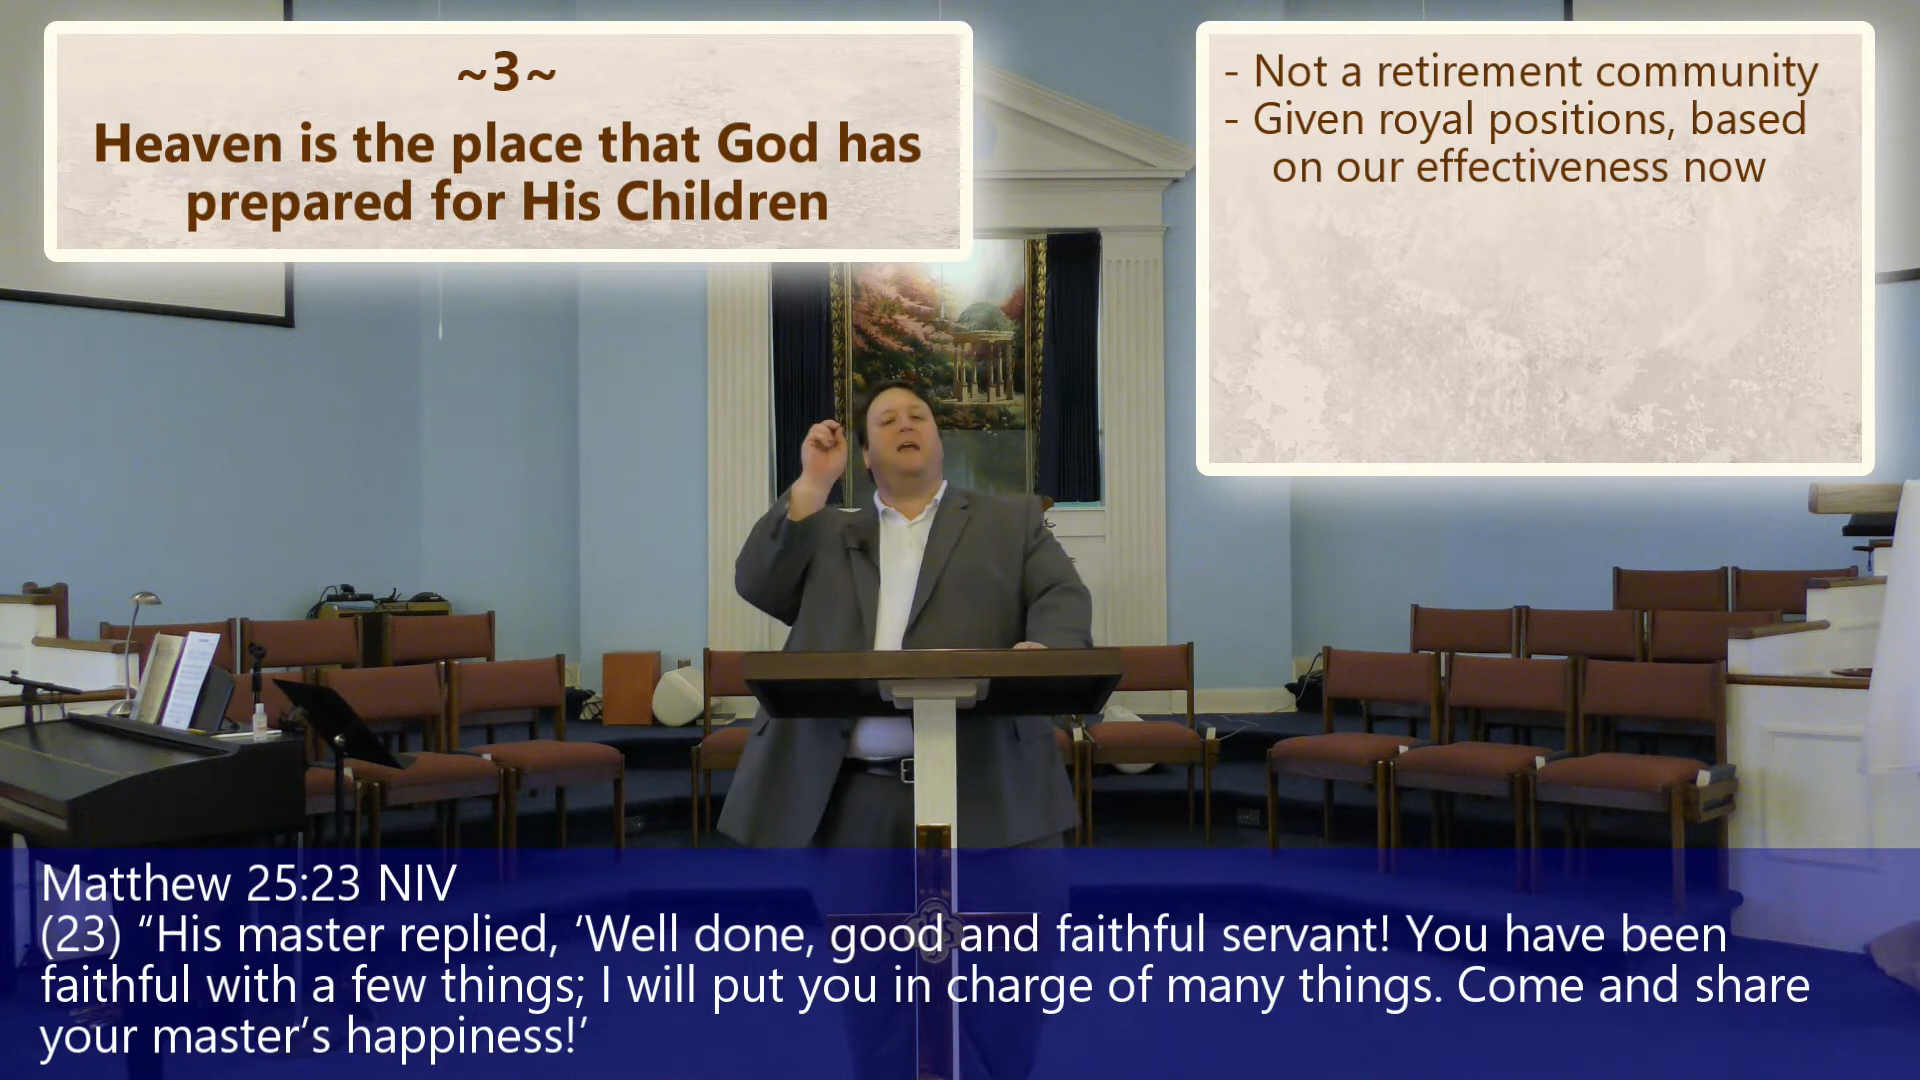 ~3~
Heaven is the place that God has
prepared for His Children
- Not a retirement community
- Given royal positions, based
on our effectiveness now
Matthew 25:23 NIV
(23) “His master replied, ‘Well done, good and faithful servant! You have been
faithful with a few things; I will put you in charge of many things. Come and share
your master’s happiness!’